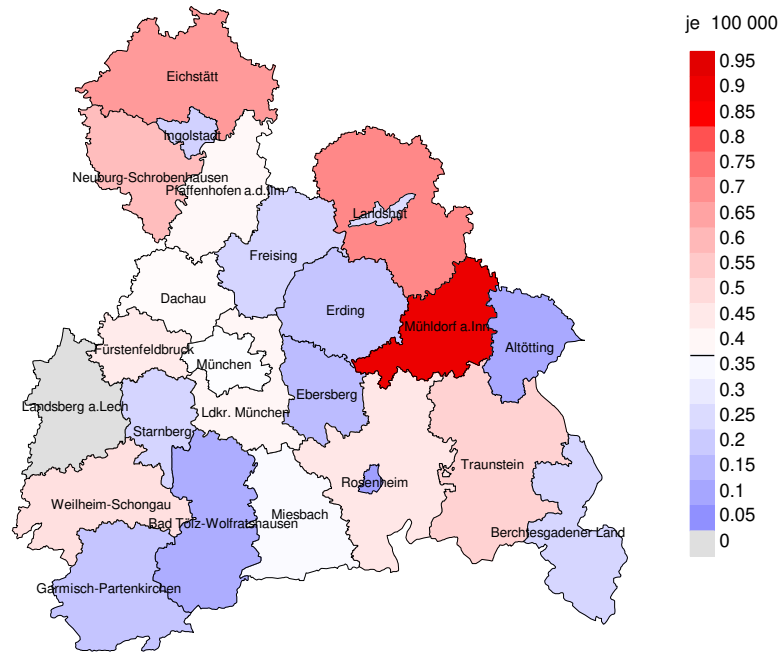 je 100 000
0.95
0.9
0.85
0.8
0.75
0.7
0.65
0.6
0.55
0.5
0.45
0.4
0.35
0.3
0.25
0.2
0.15
0.1
0.05
0
Eichstätt
Ingolstadt
Neuburg-Schrobenhausen
Pfaffenhofen a.d.Ilm
Landshut
Freising
Dachau
Erding
Mühldorf a.Inn
Altötting
Fürstenfeldbruck
München
Ebersberg
Landsberg a.Lech
Ldkr. München
Starnberg
Traunstein
Rosenheim
Weilheim-Schongau
Miesbach
Bad Tölz-Wolfratshausen
Berchtesgadener Land
Garmisch-Partenkirchen